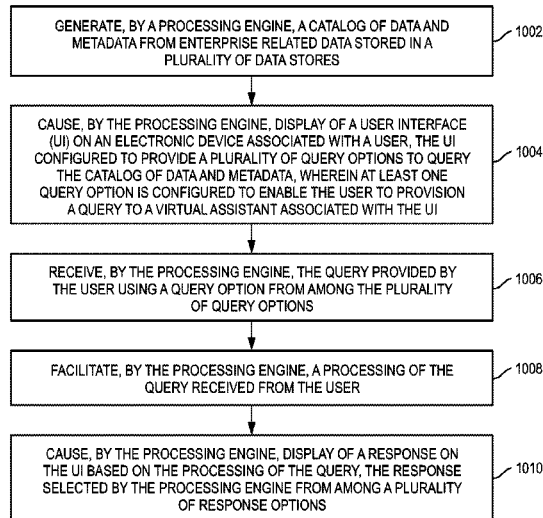 GENERATE, BY A PROCESSING ENGINE, A CATALOG OF DATA AND
METADATA FROM ENTERPRISE RELATED DATA STORED IN A
PLURALITY OF DATA STORES
1002
CAUSE, BY THE PROCESSING ENGINE, DISPLAY OF A USER INTERFACE
(UI) ON AN ELECTRONIC DEVICE ASSOCIATED WITH A USER, THE UI
CONFIGURED TO PROVIDE A PLURALITY OF QUERY OPTIONS TO QUERY
THE CATALOG OF DATA AND METADATA, WHEREIN AT LEAST ONE
QUERY OPTION IS CONFIGURED TO ENABLE THE USER TO PROVISION
A QUERY TO A VIRTUAL ASSISTANT ASSOCIATED WITH THE UI
1004
RECEIVE, BY THE PROCESSING ENGINE, THE QUERY PROVIDED BY
THE USER USING A QUERY OPTION FROM AMONG THE PLURALITY
OF QUERY OPTIONS
1006
FACILITATE, BY THE PROCESSING ENGINE, A PROCESSING OF THE
QUERY RECEIVED FROM THE USER
1008
CAUSE, BY THE PROCESSING ENGINE, DISPLAY OF A RESPONSE ON
THE UI BASED ON THE PROCESSING OF THE QUERY, THE RESPONSE
SELECTED BY THE PROCESSING ENGINE FROM AMONG A PLURALITY
OF RESPONSE OPTIONS
1010